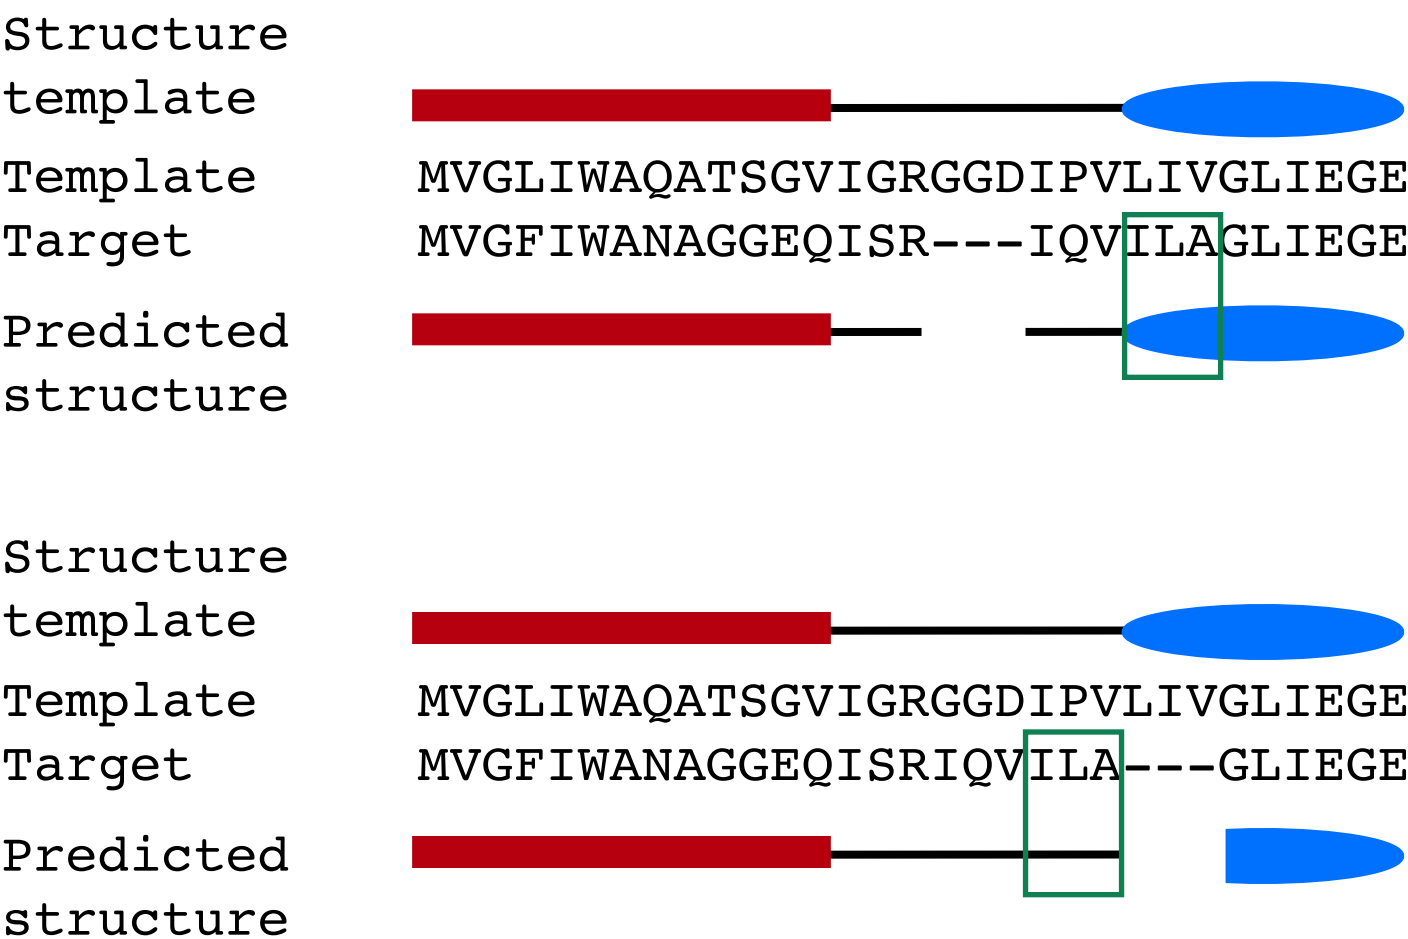 Structure
template
Template MVGLIWAQATSGVIGRGGDIPVLIVGLIEGE
Target MVGFIWANAGGEQISR---IQVILAGLIEGE
Predicted
structure
Structure
template
Template MVGLIWAQATSGVIGRGGDIPVLIVGLIEGE
Target MVGFIWANAGGEQISRIQVILA---GLIEGE
Predicted
structure